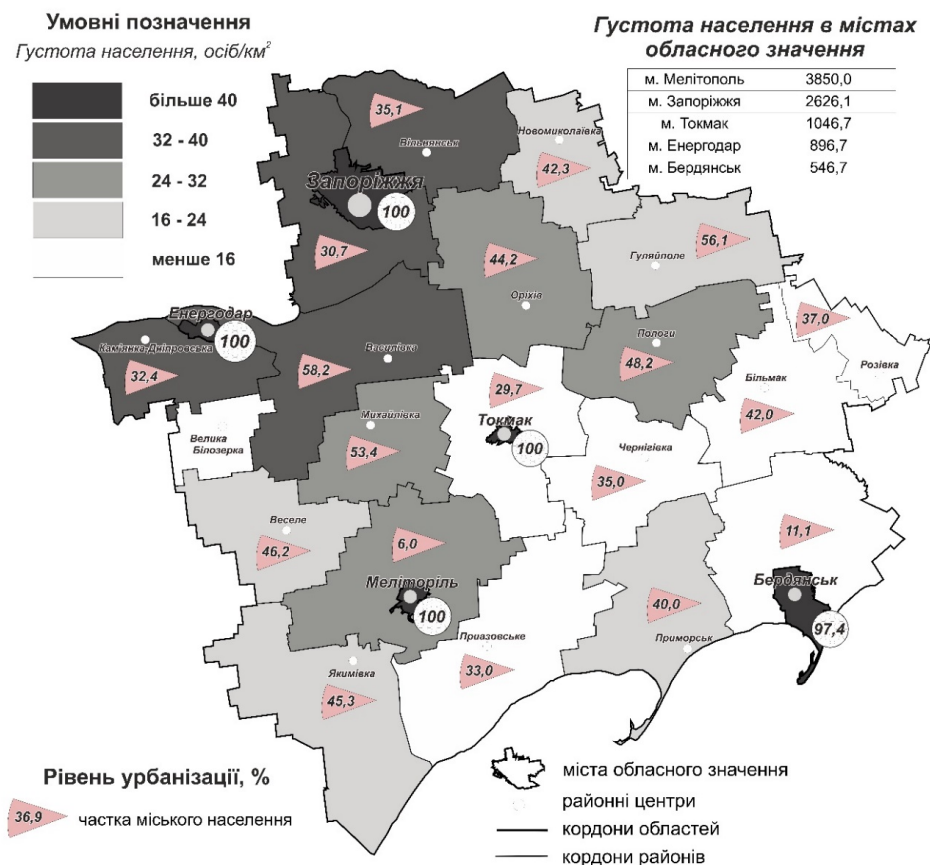 Умовні позначення
Густота населення, осіб/км²
більше 40
32 - 40
24 - 32
16 - 24
менше 16
Густота населення в містах
обласного значення
м. Мелітополь 3850,0
м. Запоріжжя 2626,1
м. Токмак 1046,7
м. Енергодар 896,7
м. Бердянськ 546,7
35,1
Вільнянськ
Новомиколаївка
42,3
Запоріжжя
100
30,7
44,2
Оріхів
56,1
Гуляйполе
Енергодар
100
Кам'янка-Дніпровська
32,4
Василівка
58,2
Пологи
48,2
37,0
Розівка
Більмак
42,0
29,7
Токмак
100
Михайлівка
53,4
Велика
Білозерка
Чернігівка
35,0
Веселе
46,2
6,0
Меліторіль
100
11,1
Бердянськ
97,4
40,0
Приморськ
Приазовське
33,0
Якимівка
45,3
Рівень урбанізації, %
36,9 частка міського населення
міста обласного значення
районні центри
кордони областей
кордони районів